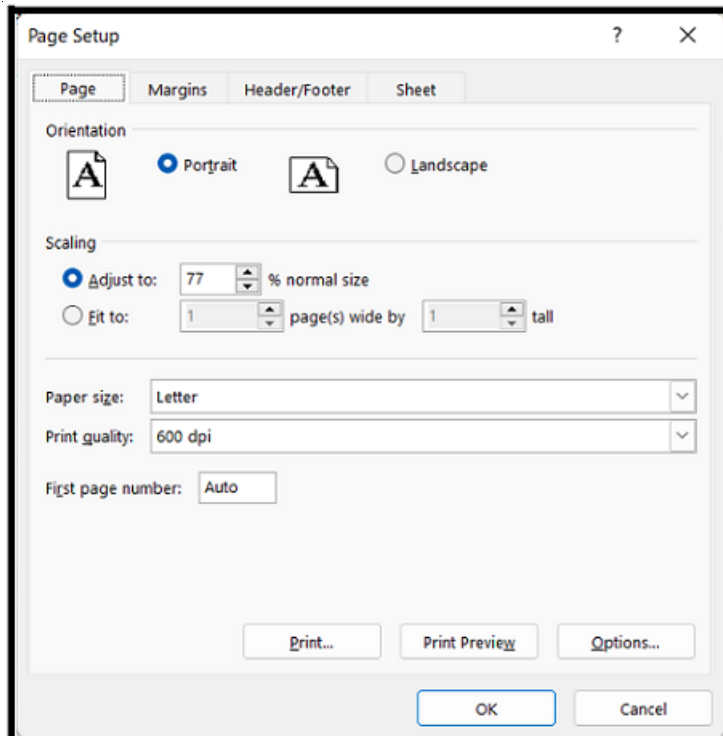 Page Setup ?
Page Margins Header/Footer Sheet
Orientation
A Portrait A Landscape
Scaling
Adjust to: 77 % normal size
Fit to: 1 page(s) wide by 1 tall
Paper size: Letter
Print quality: 600 dpi
First page number: Auto
Print... Print Preview Options...
OK Cancel